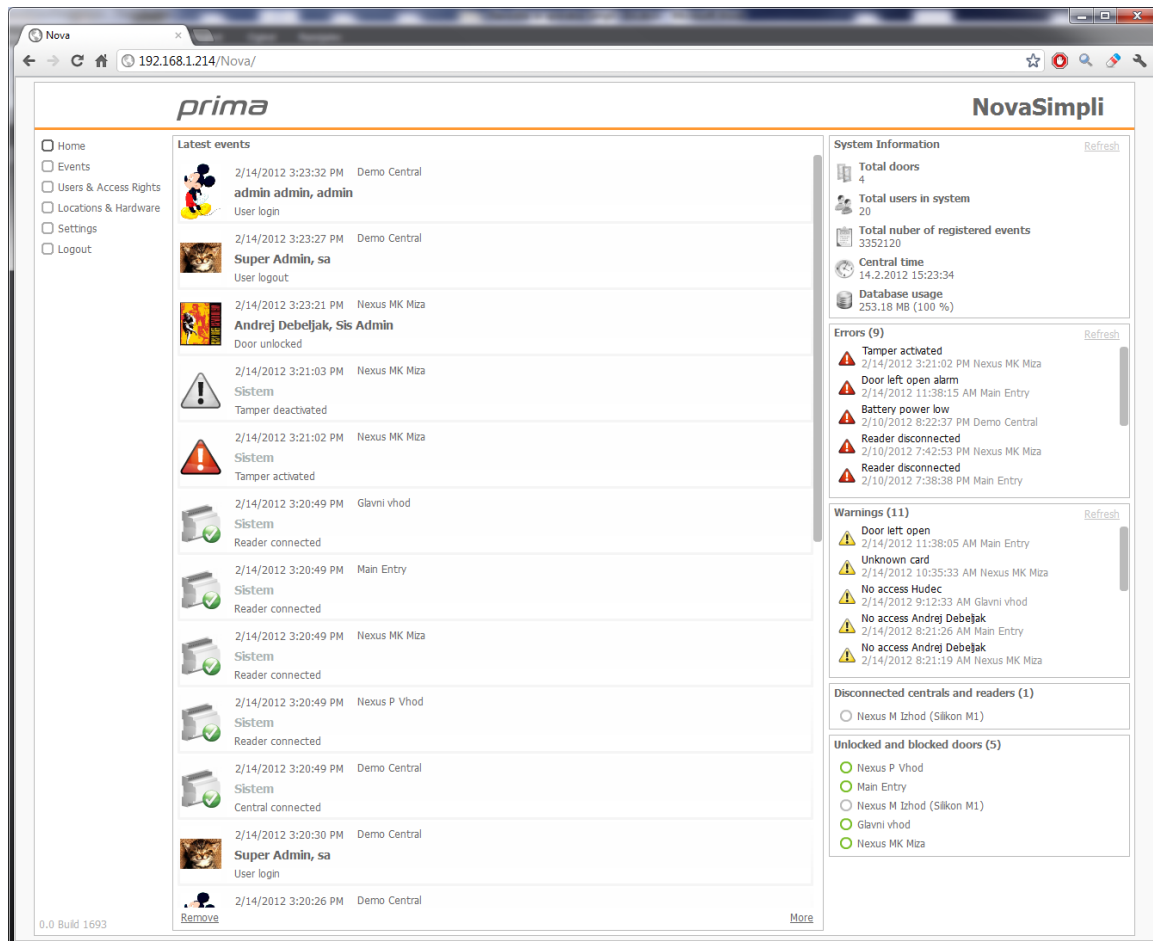 Nova
192.168.1.214/Nova/
prima
NovaSimpli
Home
Events
Users & Access Rights
Locations & Hardware
Settings
Logout
0.0 Build 1693
Latest events
2/14/2012 3:23:32 PM Demo Central
admin admin, admin
User login
2/14/2012 3:23:27 PM Demo Central
Super Admin, sa
User logout
2/14/2012 3:23:21 PM Nexus MK Miza
Andrej Debeljak, Sis Admin
Door unlocked
2/14/2012 3:21:03 PM Nexus MK Miza
Sistem
Tamper deactivated
2/14/2012 3:21:02 PM Nexus MK Miza
Sistem
Tamper activated
2/14/2012 3:20:49 PM Glavni vhod
Sistem
Reader connected
2/14/2012 3:20:49 PM Main Entry
Sistem
Reader connected
2/14/2012 3:20:49 PM Nexus MK Miza
Sistem
Reader connected
2/14/2012 3:20:49 PM Nexus P Vhod
Sistem
Reader connected
2/14/2012 3:20:49 PM Demo Central
Sistem
Central connected
2/14/2012 3:20:30 PM Demo Central
Super Admin, sa
User login
2/14/2012 3:20:26 PM Demo Central
Remove More
System Information Refresh
Total doors
4
Total users in system
20
Total nuber of registered events
3352120
Central time
14.2.2012 15:23:34
Database usage
253.18 MB (100 %)
Errors (9) Refresh
Tamper activated
2/14/2012 3:21:02 PM Nexus MK Miza
Door left open alarm
2/14/2012 11:38:15 AM Main Entry
Battery power low
2/10/2012 8:22:37 PM Demo Central
Reader disconnected
2/10/2012 7:42:53 PM Nexus MK Miza
Reader disconnected
2/10/2012 7:38:38 PM Main Entry
Warnings (11) Refresh
Door left open
2/14/2012 11:38:05 AM Main Entry
Unknown card
2/14/2012 10:35:33 AM Nexus MK Miza
No access Hudec
2/14/2012 9:12:33 AM Glavni vhod
No access Andrej Debeljak
2/14/2012 8:21:26 AM Main Entry
No access Andrej Debeljak
2/14/2012 8:21:19 AM Nexus MK Miza
Disconnected centrals and readers (1)
Nexus M Izhod (Silikon M1)
Unlocked and blocked doors (5)
Nexus P Vhod
Main Entry
Nexus M Izhod (Silikon M1)
Glavni vhod
Nexus MK Miza